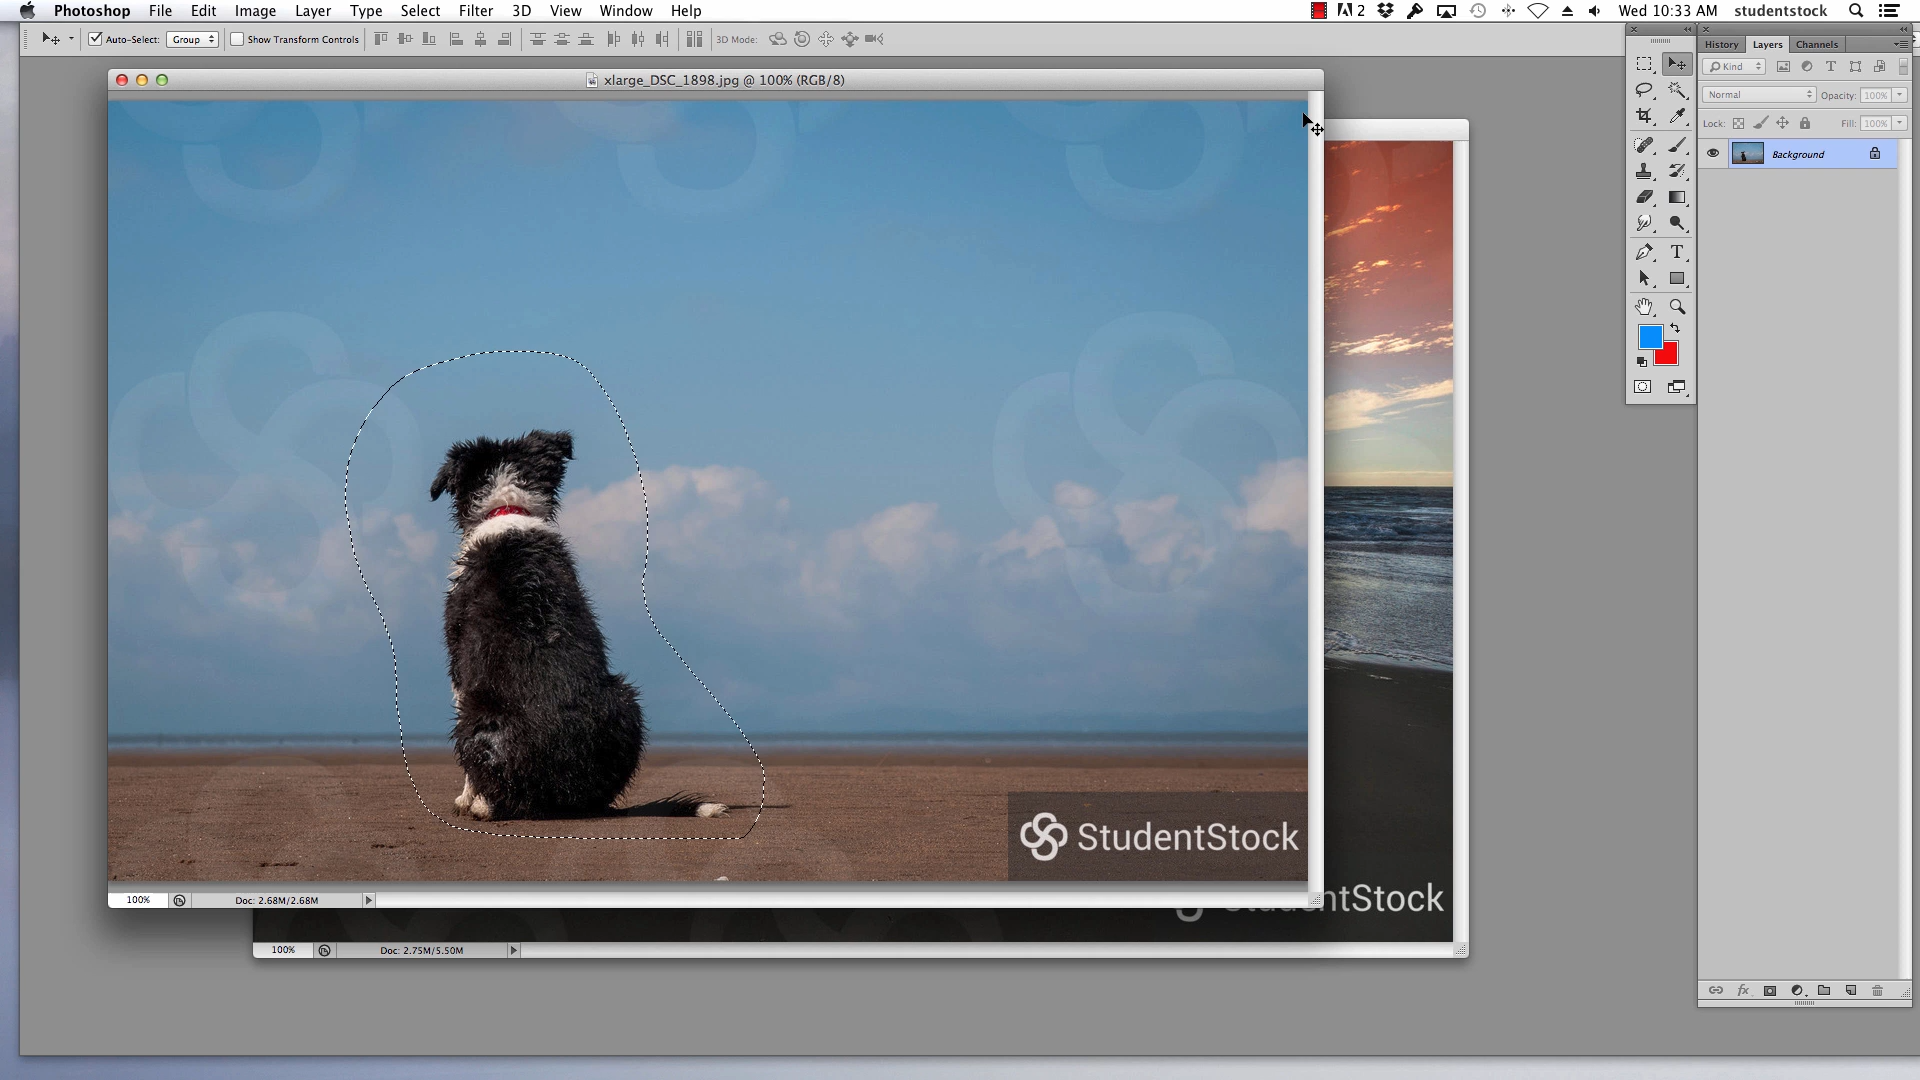 Photoshop File Edit Image Layer Type Select Filter 3D View Window Help 2 Wed 10:33 AM studentstock
Auto-Select: Group Show Transform Controls 3D Mode:
History Layers Channels
Kind
Normal Opacity: 100%
Lock: Fill: 100%
Background
xlarge_DSC_1898.jpg @ 100% (RGB/8)
StudentStock
100% Doc: 2.68M/2.68M
ntStock
100% Doc: 2.75M/5.50M